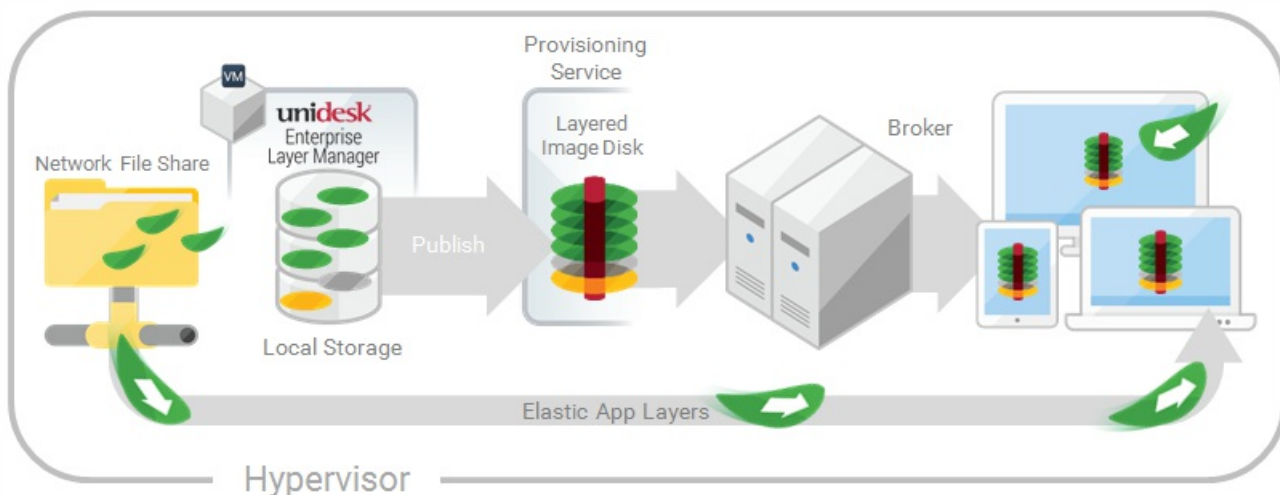 Provisioning
Service
VM
unidesk
Enterprise
Layer Manager
Layered
Image Disk
Broker
Network File Share
Publish
Local Storage
Elastic App Layers
Hypervisor